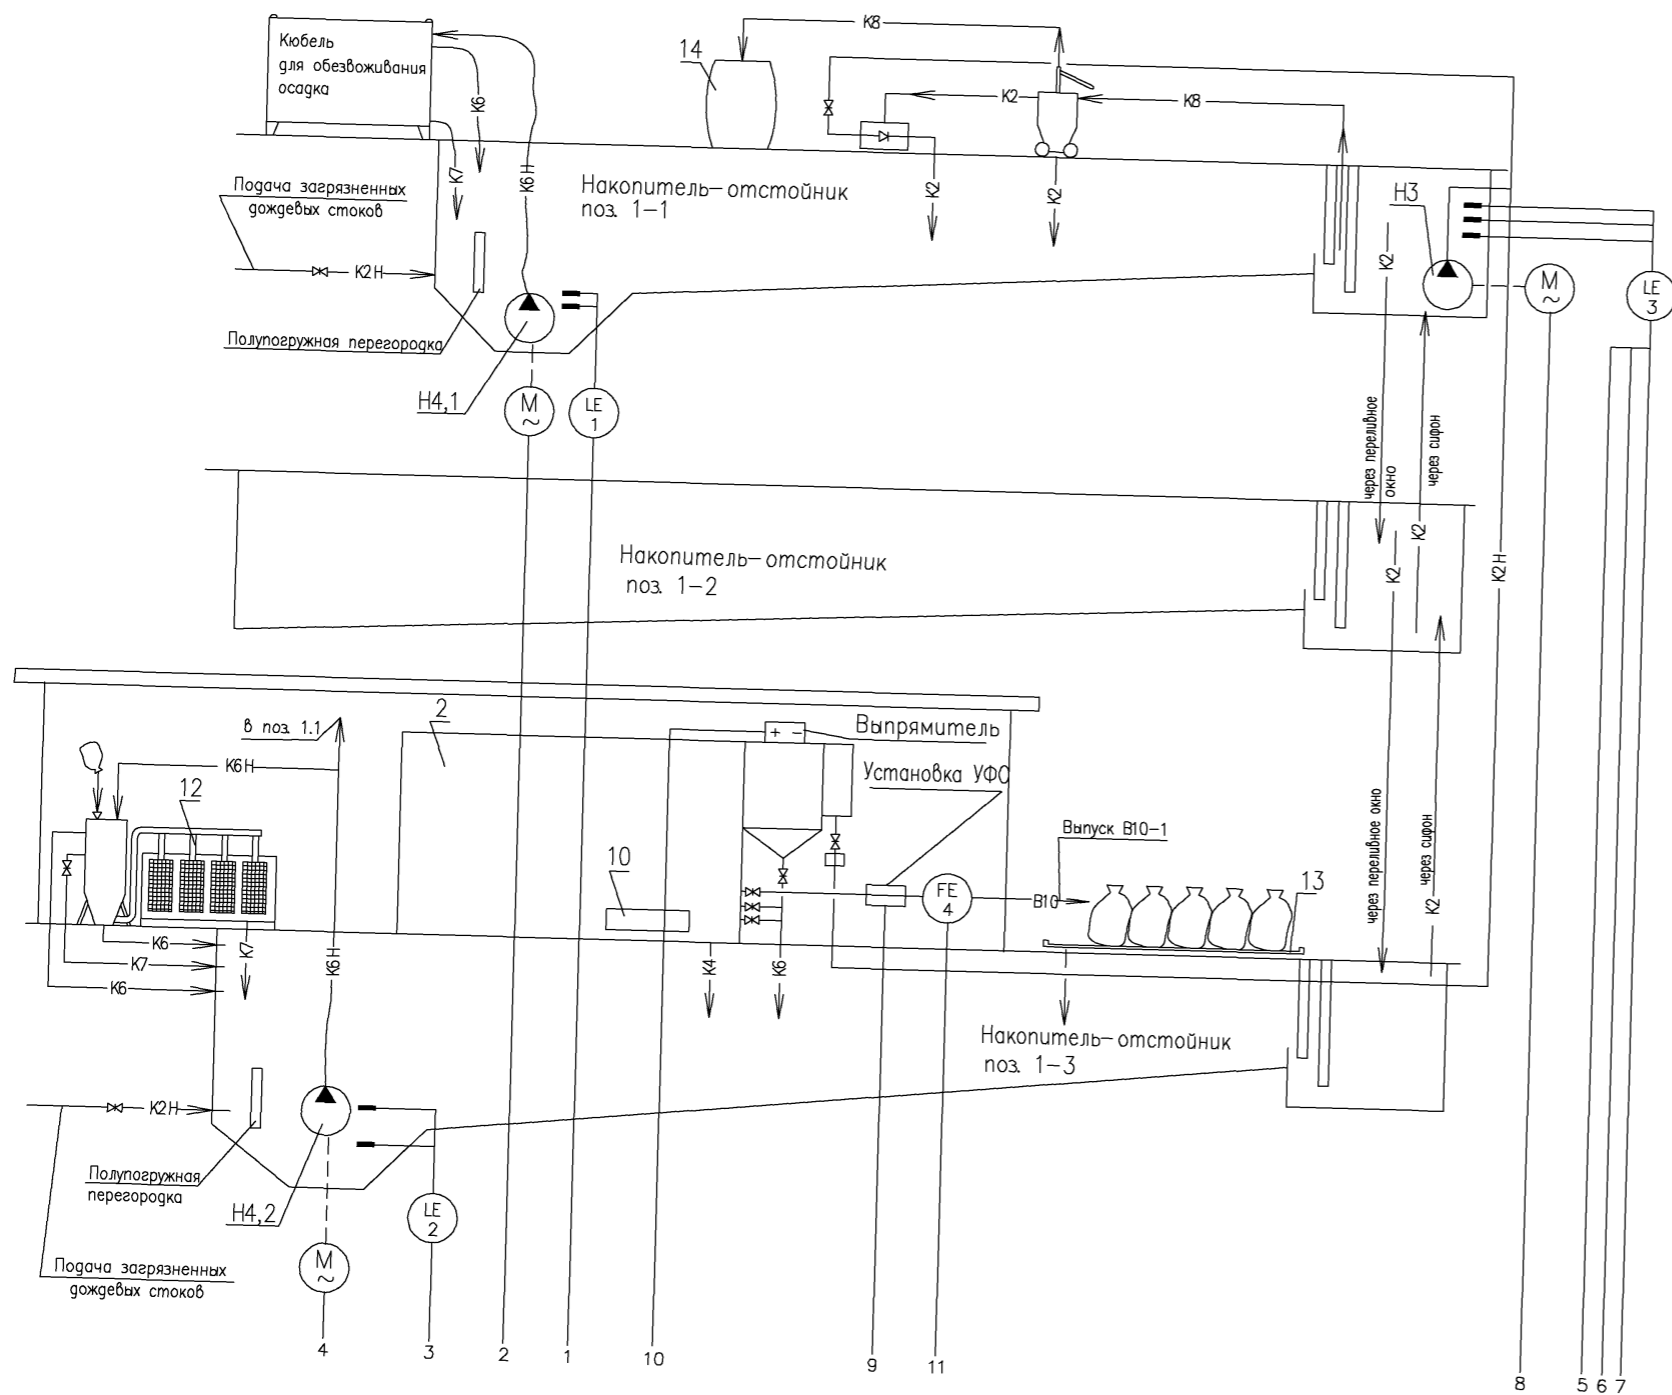 Кюбель
для обезвоживания
осадка
К6
К7
К6Н
14
К8
К2
К8
К2
К2
Накопитель-отстойник
поз. 1-1
Подача загрязненных
дождевых стоков
К2Н
Полупогружная перегородка
Н4,1
М
~
LE
1
Н3
К2
М
~
LE
3
через переливное
окно
через сифон
К2
Накопитель-отстойник
поз. 1-2
К2
К2Н
в поз. 1.1
К6Н
12
2
Выпрямитель
+ -
Установка УФО
10
FE
4
В10
Выпуск В10-1
13
через переливное окно
через сифон
К2
К6
К7
К6
К7
К6Н
К4
К6
Накопитель-отстойник
поз. 1-3
К2Н
Полупогружная
перегородка
Н4,2
LE
2
М
~
Подача загрязненных
дождевых стоков
4
3
2
1
10
9
11
8
5
6
7